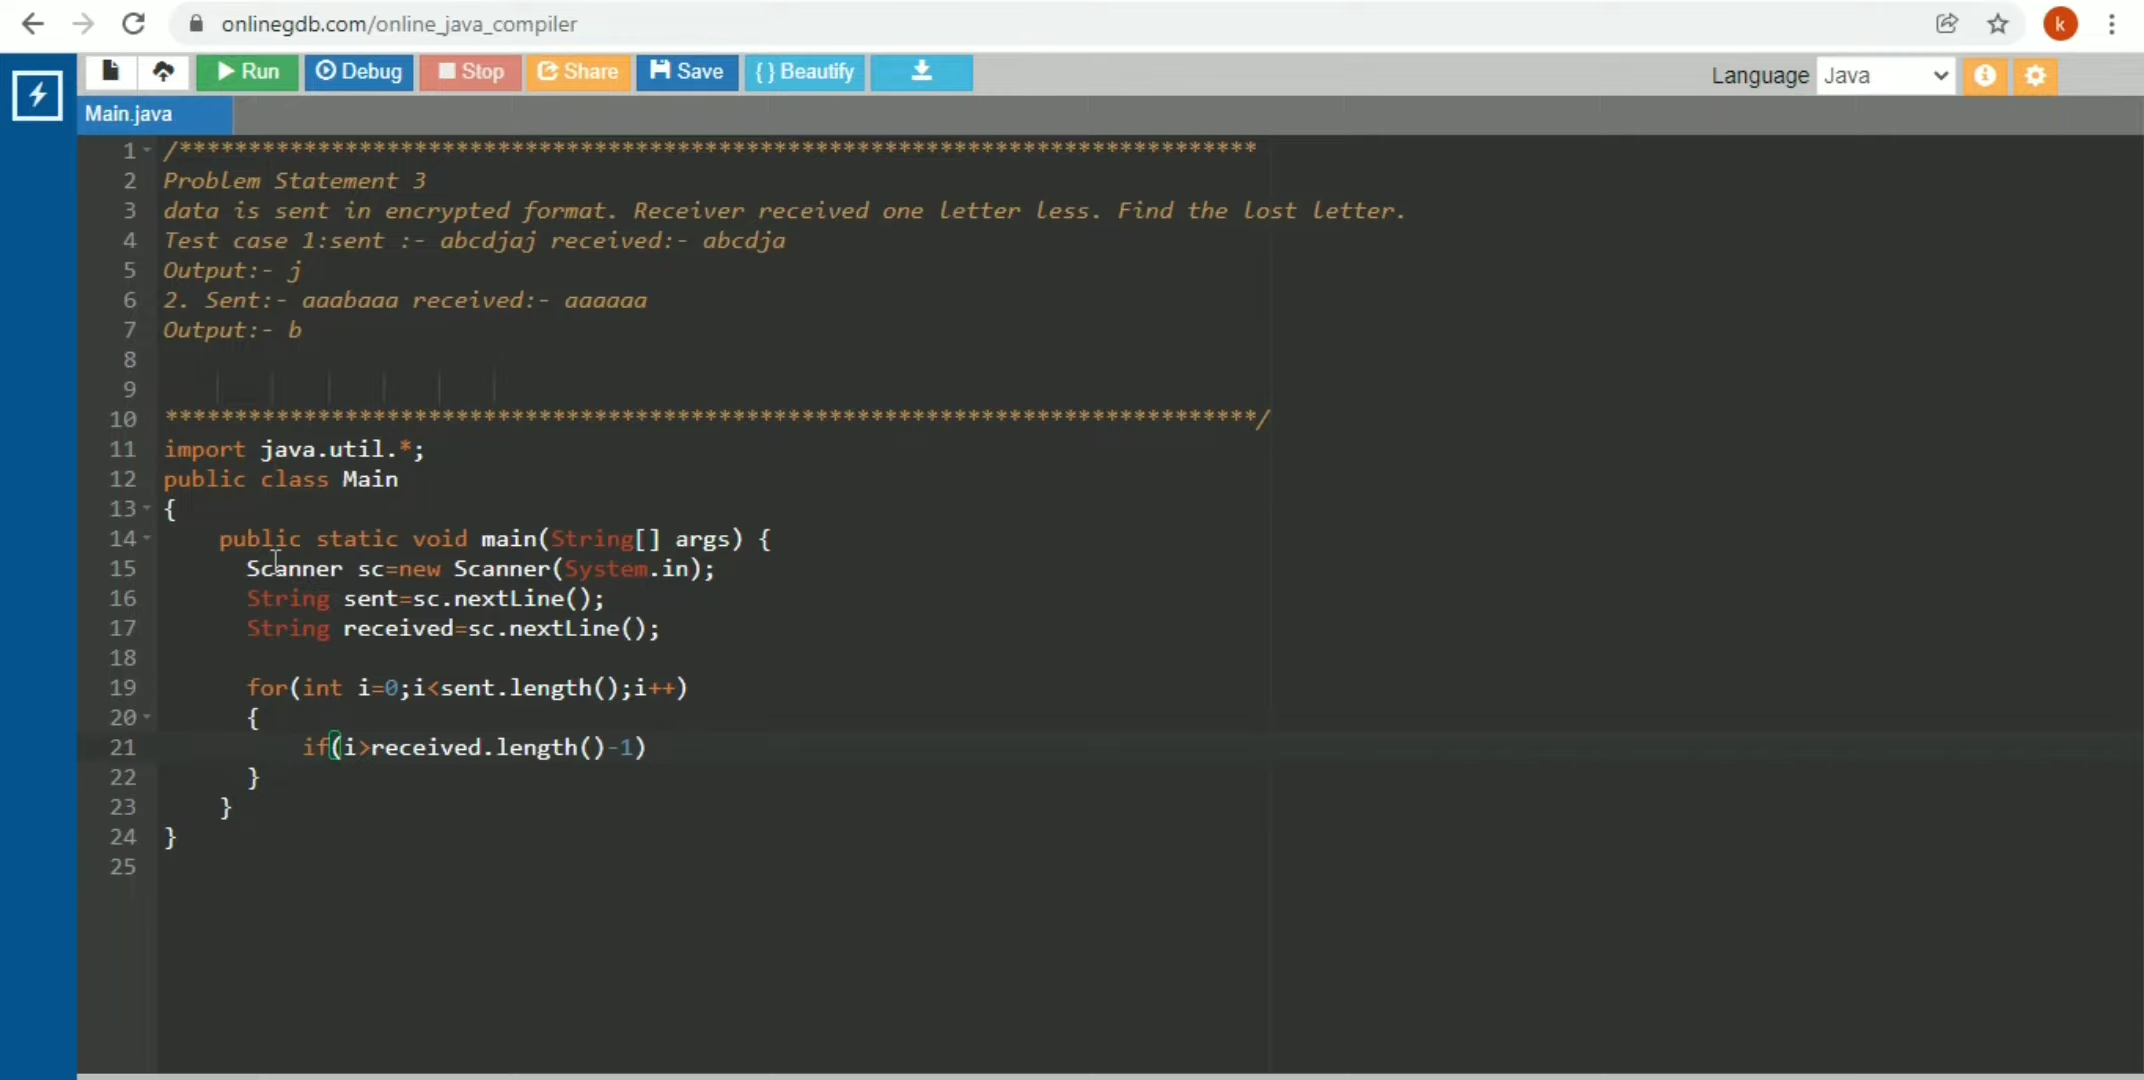 onlinegdb.com/online_java_compiler
k
Run Debug Stop Share Save { } Beautify
Language Java
Main.java
1 /******************************************************************************
2 Problem Statement 3
3 data is sent in encrypted format. Receiver received one letter less. Find the lost letter.
4 Test case 1:sent :- abcdjaj received:- abcdja
5 Output:- j
6 2. Sent:- aaabaaa received:- aaaaaa
7 Output:- b
8
9
10 *******************************************************************************/
11 import java.util.*;
12 public class Main
13 {
14 public static void main(String[] args) {
15 Scanner sc=new Scanner(System.in);
16 String sent=sc.nextLine();
17 String received=sc.nextLine();
18
19 for(int i=0;i<sent.length();i++)
20 {
21 if(i>received.length()-1)
22 }
23 }
24 }
25